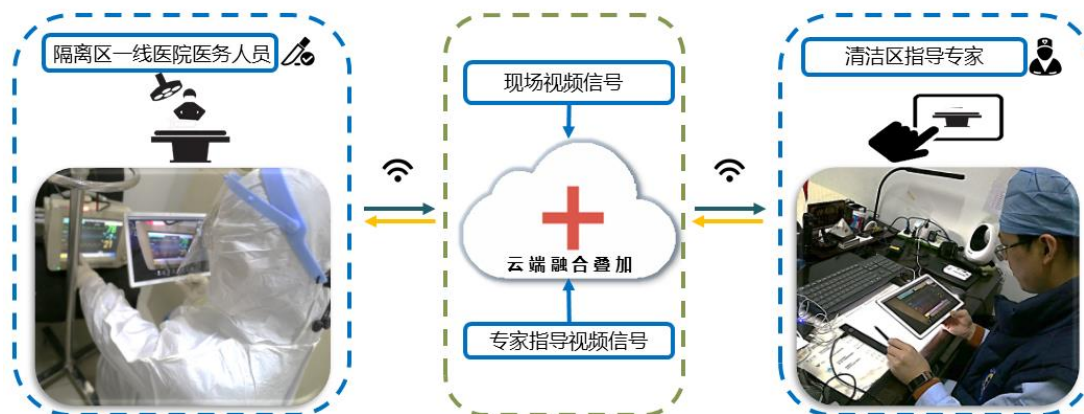 隔离区一线医院医务人员
现场视频信号
清洁区指导专家
云端融合叠加
专家指导视频信号